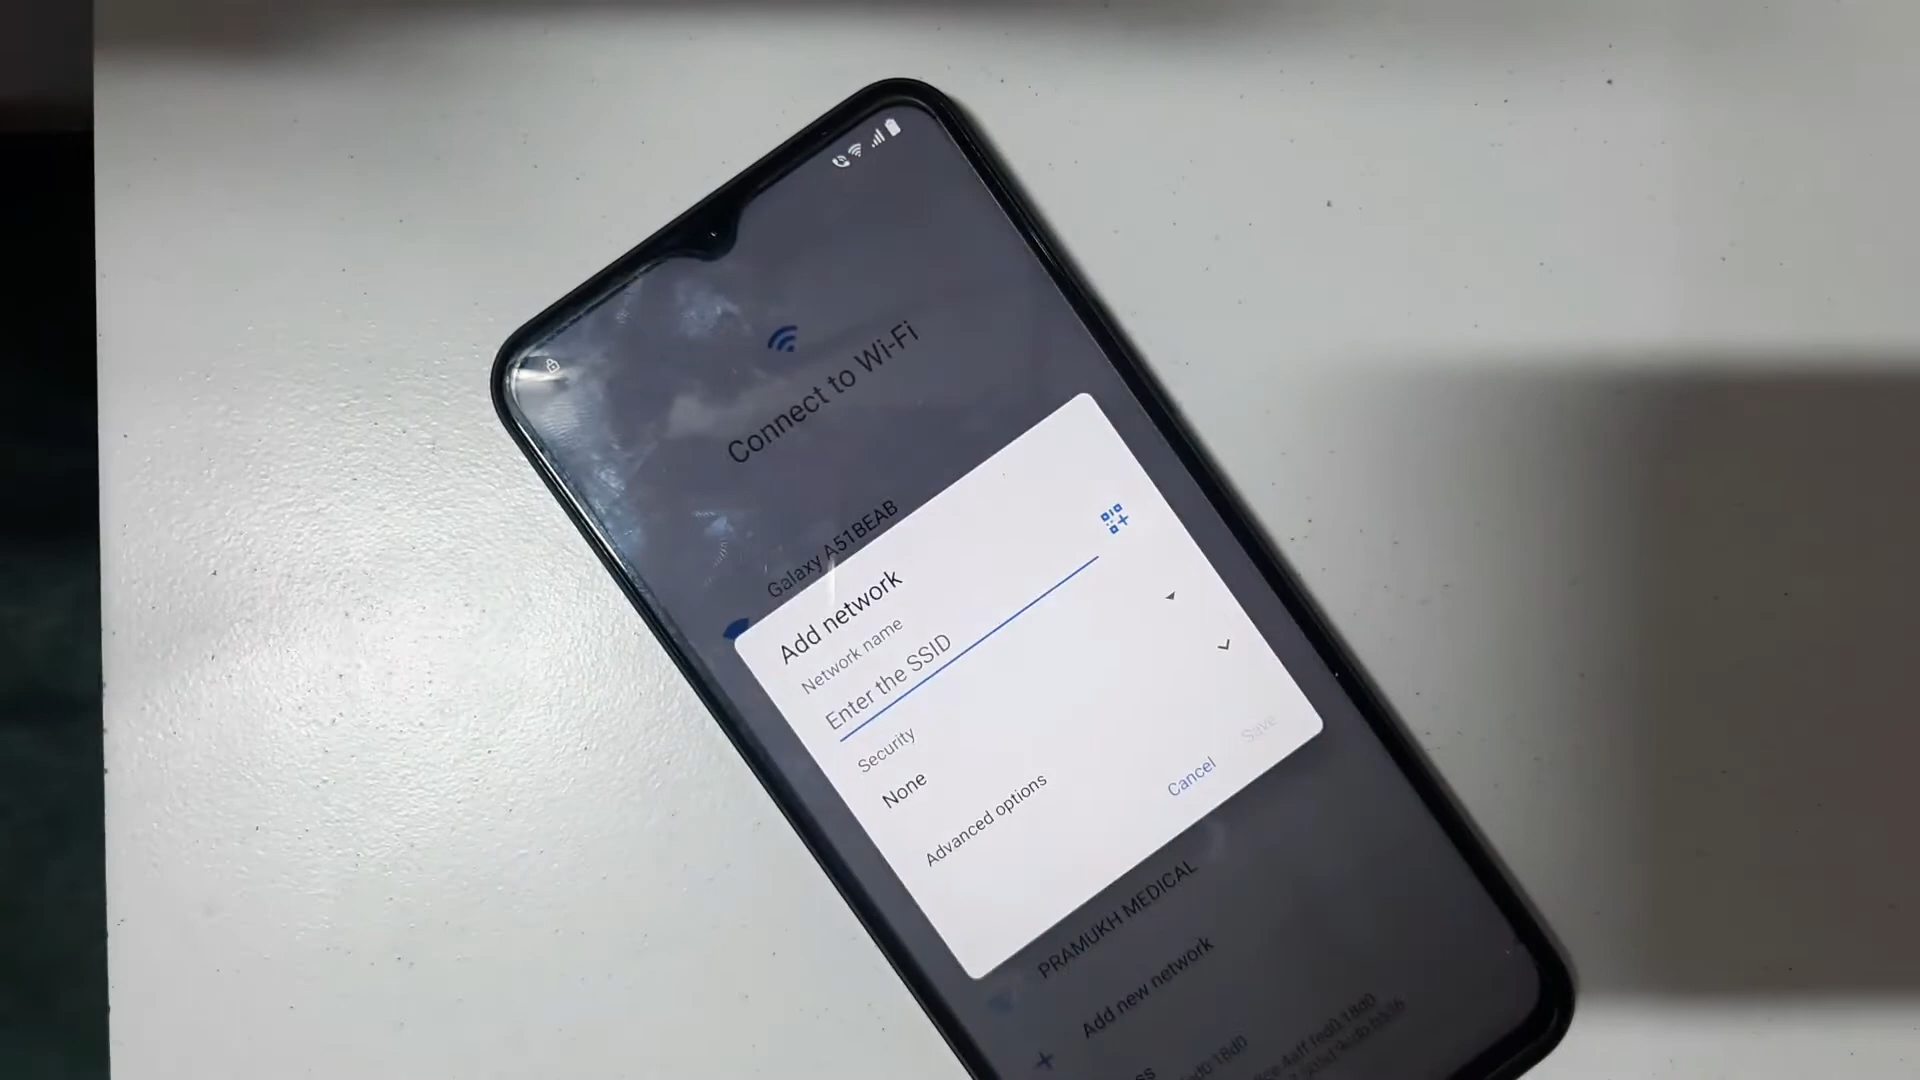 Connect to Wi-Fi
Galaxy A51BEAB
Add network
Network name
Enter the SSID
Security
None
Advanced options
Cancel
Save
PRAMUKH MEDICAL
Add new network